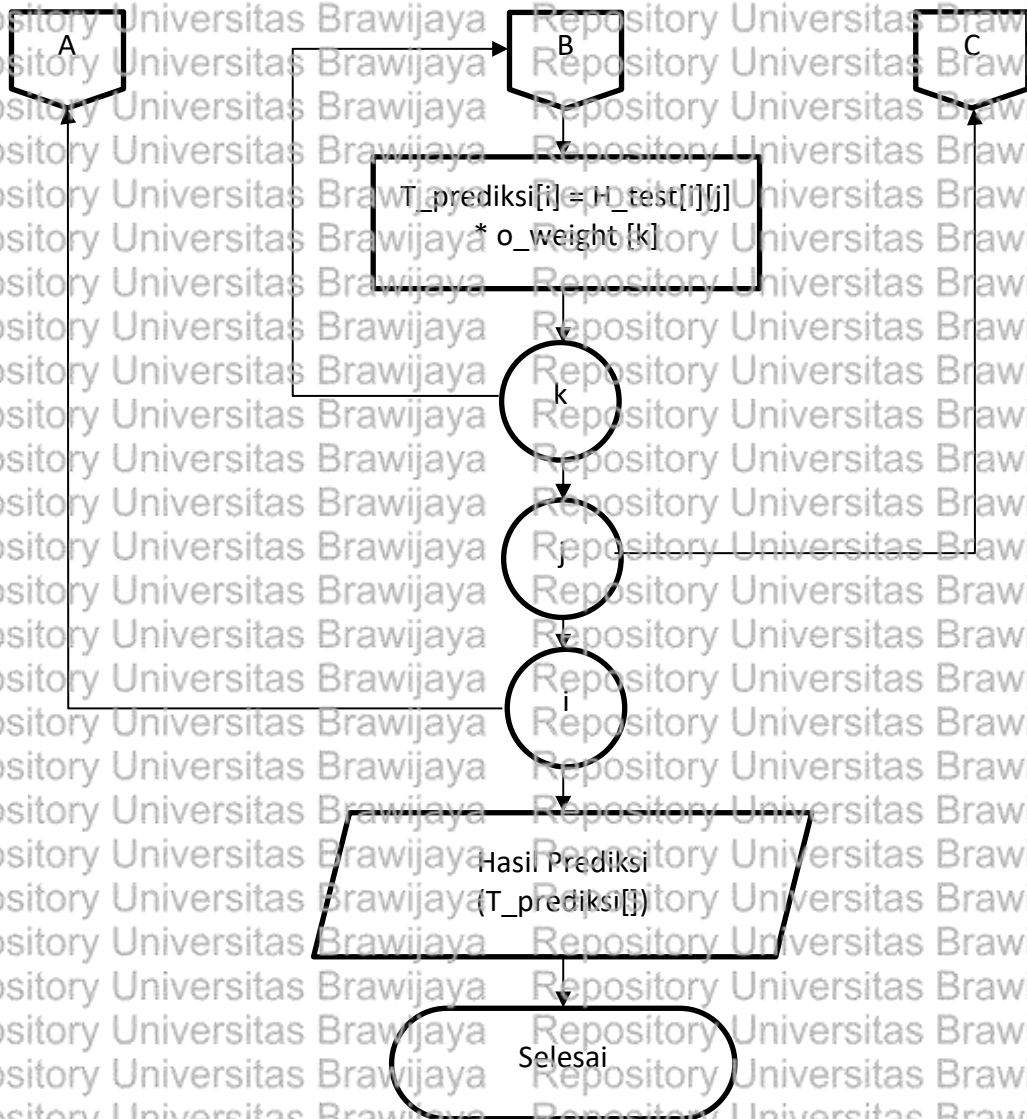 A
B
C
T_prediksi[i] = H_test[i][j]
* o_weight [k]
k
j
i
Hasil Prediksi
(T_prediksi[])
Selesai
Repository Universitas Brawijaya